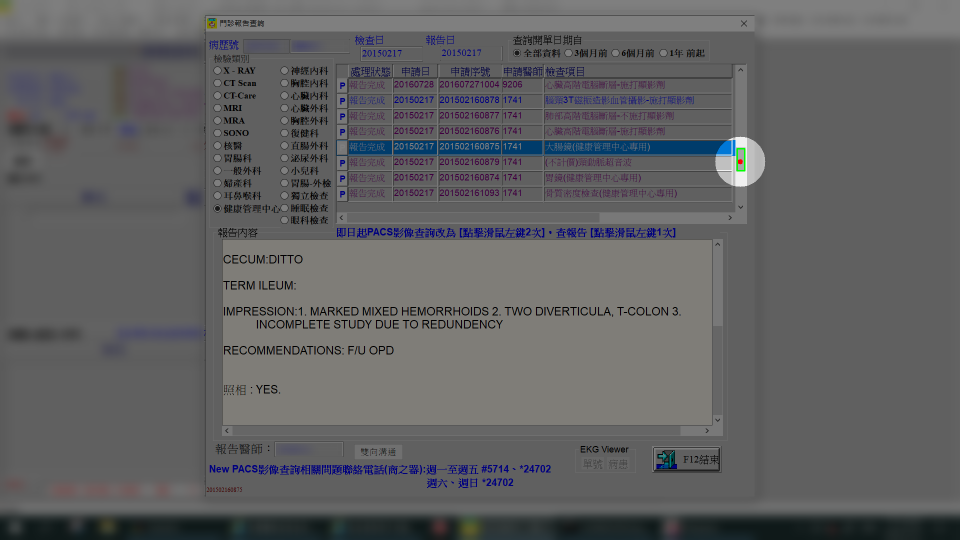 門診報告查詢
病歷號 檢查日 報告日 查詢開單日期自
20150217 20150217 全部資料 3個月前 6個月前 1年 前起
檢驗類別
X - RAY 神經內科
CT Scan 胸腔內科
CT-Care 心臟內科
MRI 心臟外科
MRA 胸腔外科
SONO 復健科
核醫 直腸外科
胃腸科 泌尿外科
一般外科 小兒科
婦產科 胃腸-外檢
耳鼻喉科 獨立檢查
健康管理中心 睡眠檢查
眼科檢查
處理狀態 申請日 申請序號 申請醫師 檢查項目
P 報告完成 20160728 201607271004 9206 心臟高階電腦斷層-施打顯影劑
P 報告完成 20150217 201502160878 1741 腦頸3T磁振造影血管攝影-施打顯影劑
P 報告完成 20150217 201502160877 1741 肺部高階電腦斷層-不施打顯影劑
P 報告完成 20150217 201502160876 1741 心臟高階電腦斷層-施打顯影劑
報告完成 20150217 201502160875 1741 大腸鏡(健康管理中心專用)
P 報告完成 20150217 201502160879 1741 (不計價)頸動脈超音波
P 報告完成 20150217 201502160874 1741 胃鏡(健康管理中心專用)
P 報告完成 20150217 201502161093 1741 骨質密度檢查(健康管理中心專用)
報告內容 即日起PACS影像查詢改為 [點擊滑鼠左鍵2次]，查報告 [點擊滑鼠左鍵1次]
CECUM:DITTO
TERM ILEUM:
IMPRESSION:1. MARKED MIXED HEMORRHOIDS 2. TWO DIVERTICULA, T-COLON 3.
INCOMPLETE STUDY DUE TO REDUNDENCY
RECOMMENDATIONS: F/U OPD
照相 : YES.
報告醫師： 雙向溝通 EKG Viewer
單號 病患 F12結束
New PACS影像查詢相關問題聯絡電話(商之器):週一至週五 #5714、*24702
週六、週日 *24702
201502160875